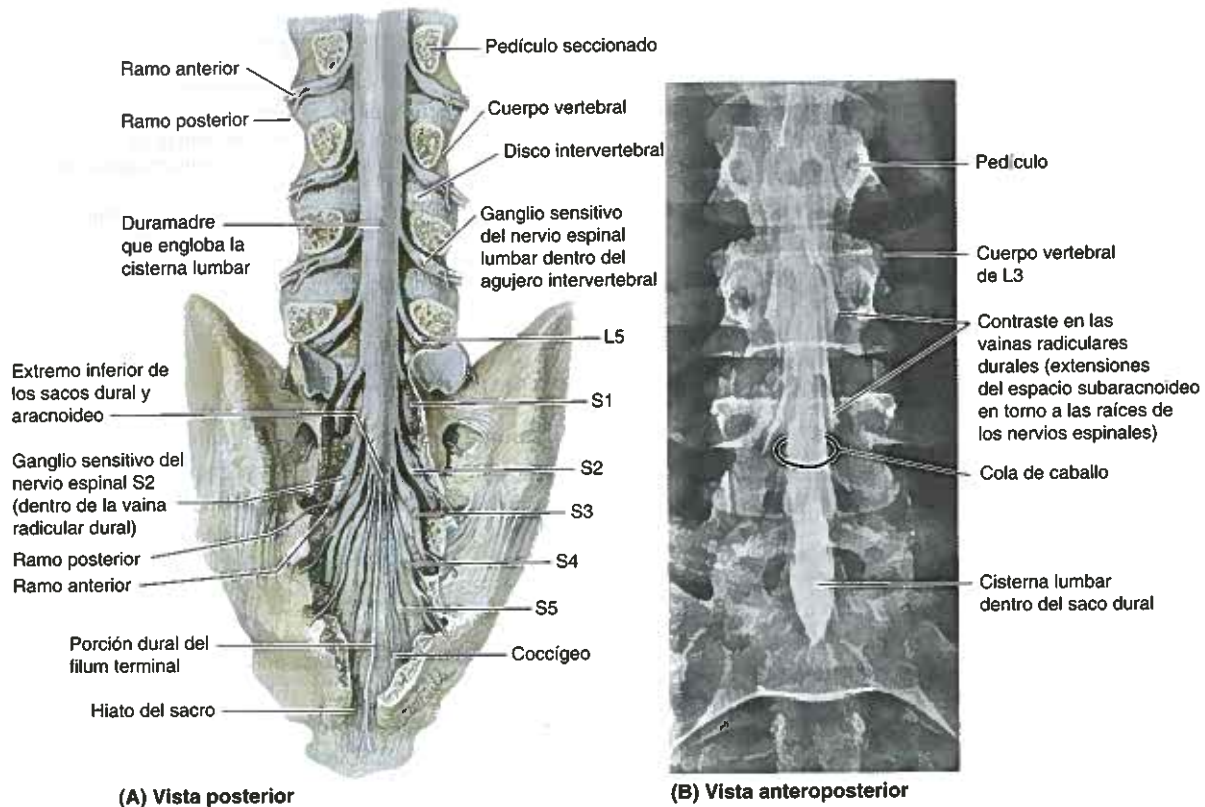 Ramo anterior
Ramo posterior
Duramadre
que engloba la
cisterna lumbar
Extremo inferior de
los sacos dural y
aracnoideo
Ganglio sensitivo del
nervio espinal S2
(dentro de la vaina
radicular dural)
Ramo posterior
Ramo anterior
Porción dural del
filum terminal
Hiato del sacro
Pedículo seccionado
Cuerpo vertebral
Disco intervertebral
Ganglio sensitivo
del nervio espinal
lumbar dentro del
agujero intervertebral
L5
S1
S2
S3
S4
S5
Coccígeo
(A) Vista posterior
Pedículo
Cuerpo vertebral
de L3
Contraste en las
vainas radiculares
durales (extensiones
del espacio subaracnoideo
en torno a las raíces de
los nervios espinales)
Cola de caballo
Cisterna lumbar
dentro del saco dural
(B) Vista anteroposterior